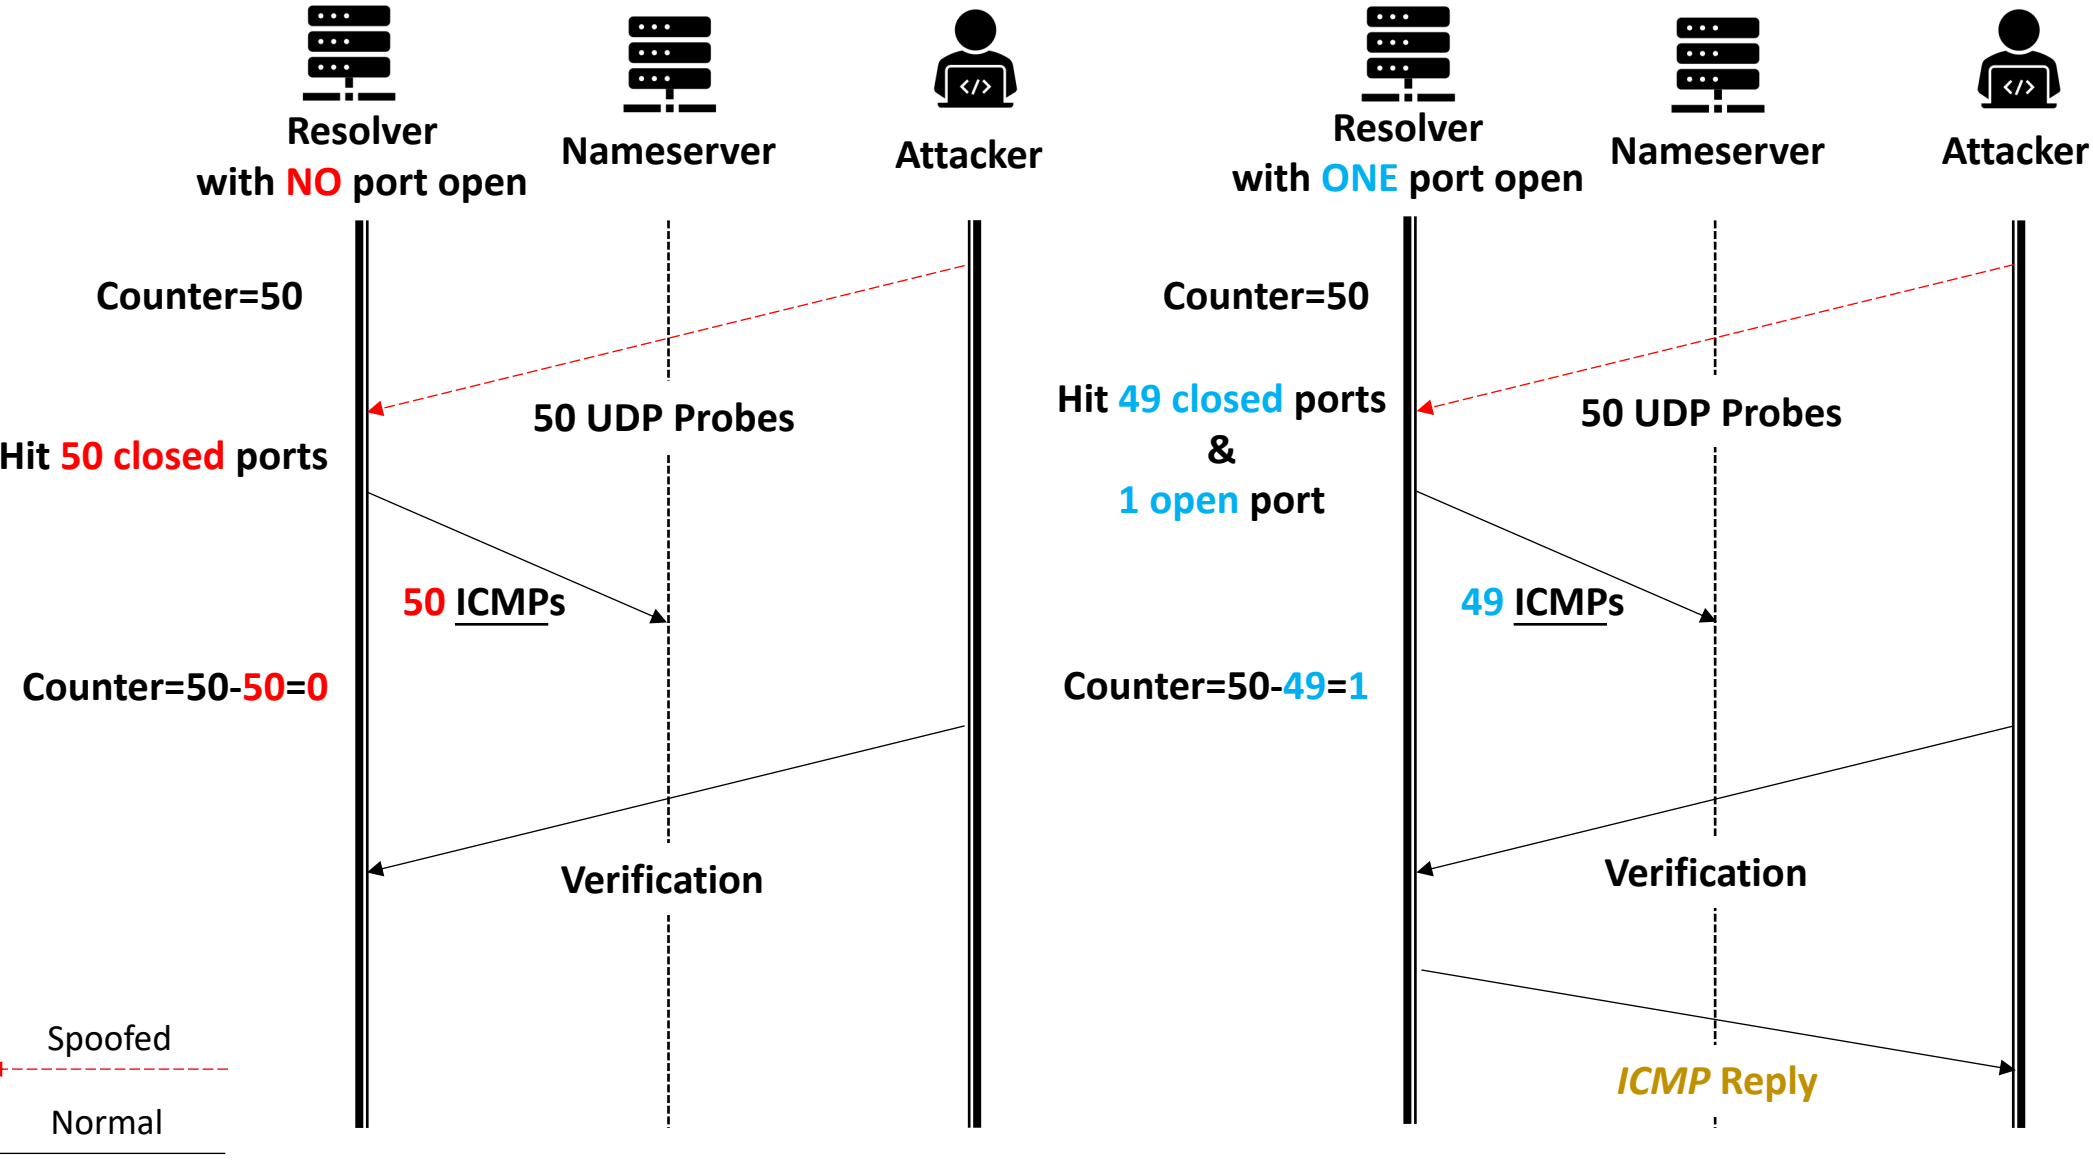 Resolver
with NO port open
Nameserver
Attacker
Counter=50
50 UDP Probes
Hit 50 closed ports
50 ICMPs
Counter=50-50=0
Verification
Spoofed
Normal
Resolver
with ONE port open
Nameserver
Attacker
Counter=50
Hit 49 closed ports
&
1 open port
50 UDP Probes
49 ICMPs
Counter=50-49=1
Verification
ICMP Reply